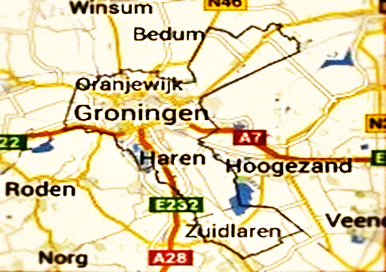 Winsum
N46
Bedum
Oranjewijk
Groningen
22
A7
N
Haren
Hoogezand
E
Roden
E232
Zuidlaren
Veen
Norg
A28